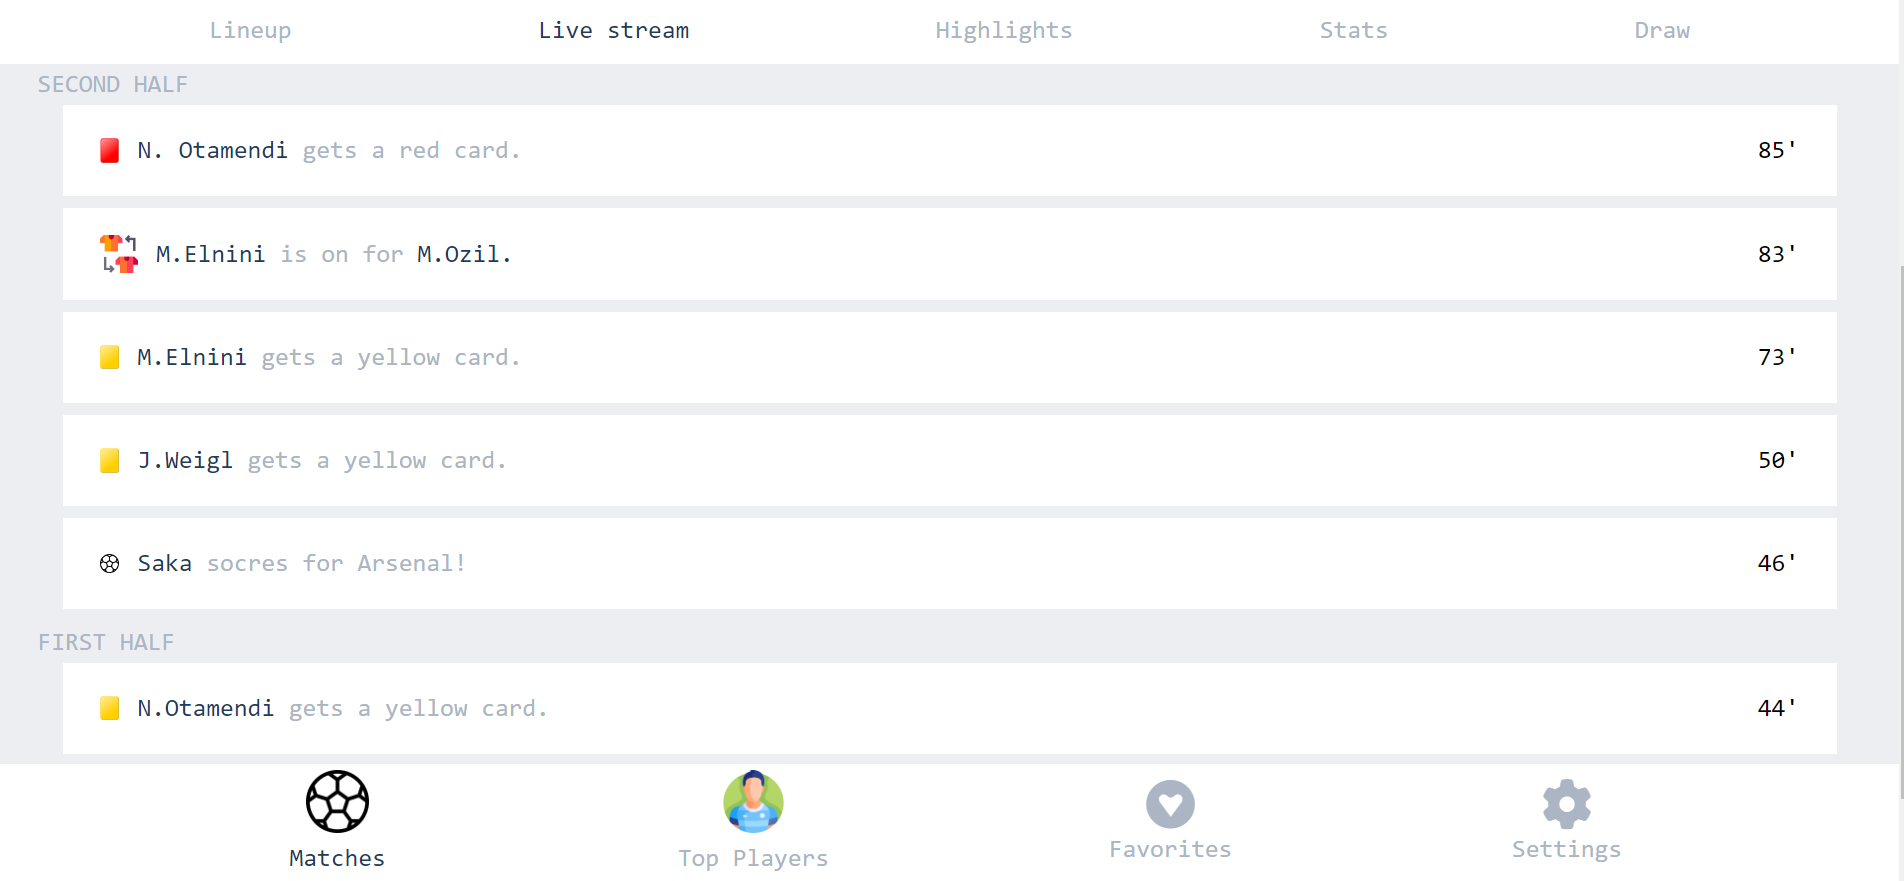 Lineup Live stream Highlights Stats Draw
SECOND HALF
N. Otamendi gets a red card. 85'
M.Elnini is on for M.Ozil. 83'
M.Elnini gets a yellow card. 73'
J.Weigl gets a yellow card. 50'
Saka socres for Arsenal! 46'
FIRST HALF
N.Otamendi gets a yellow card. 44'
Matches Top Players Favorites Settings